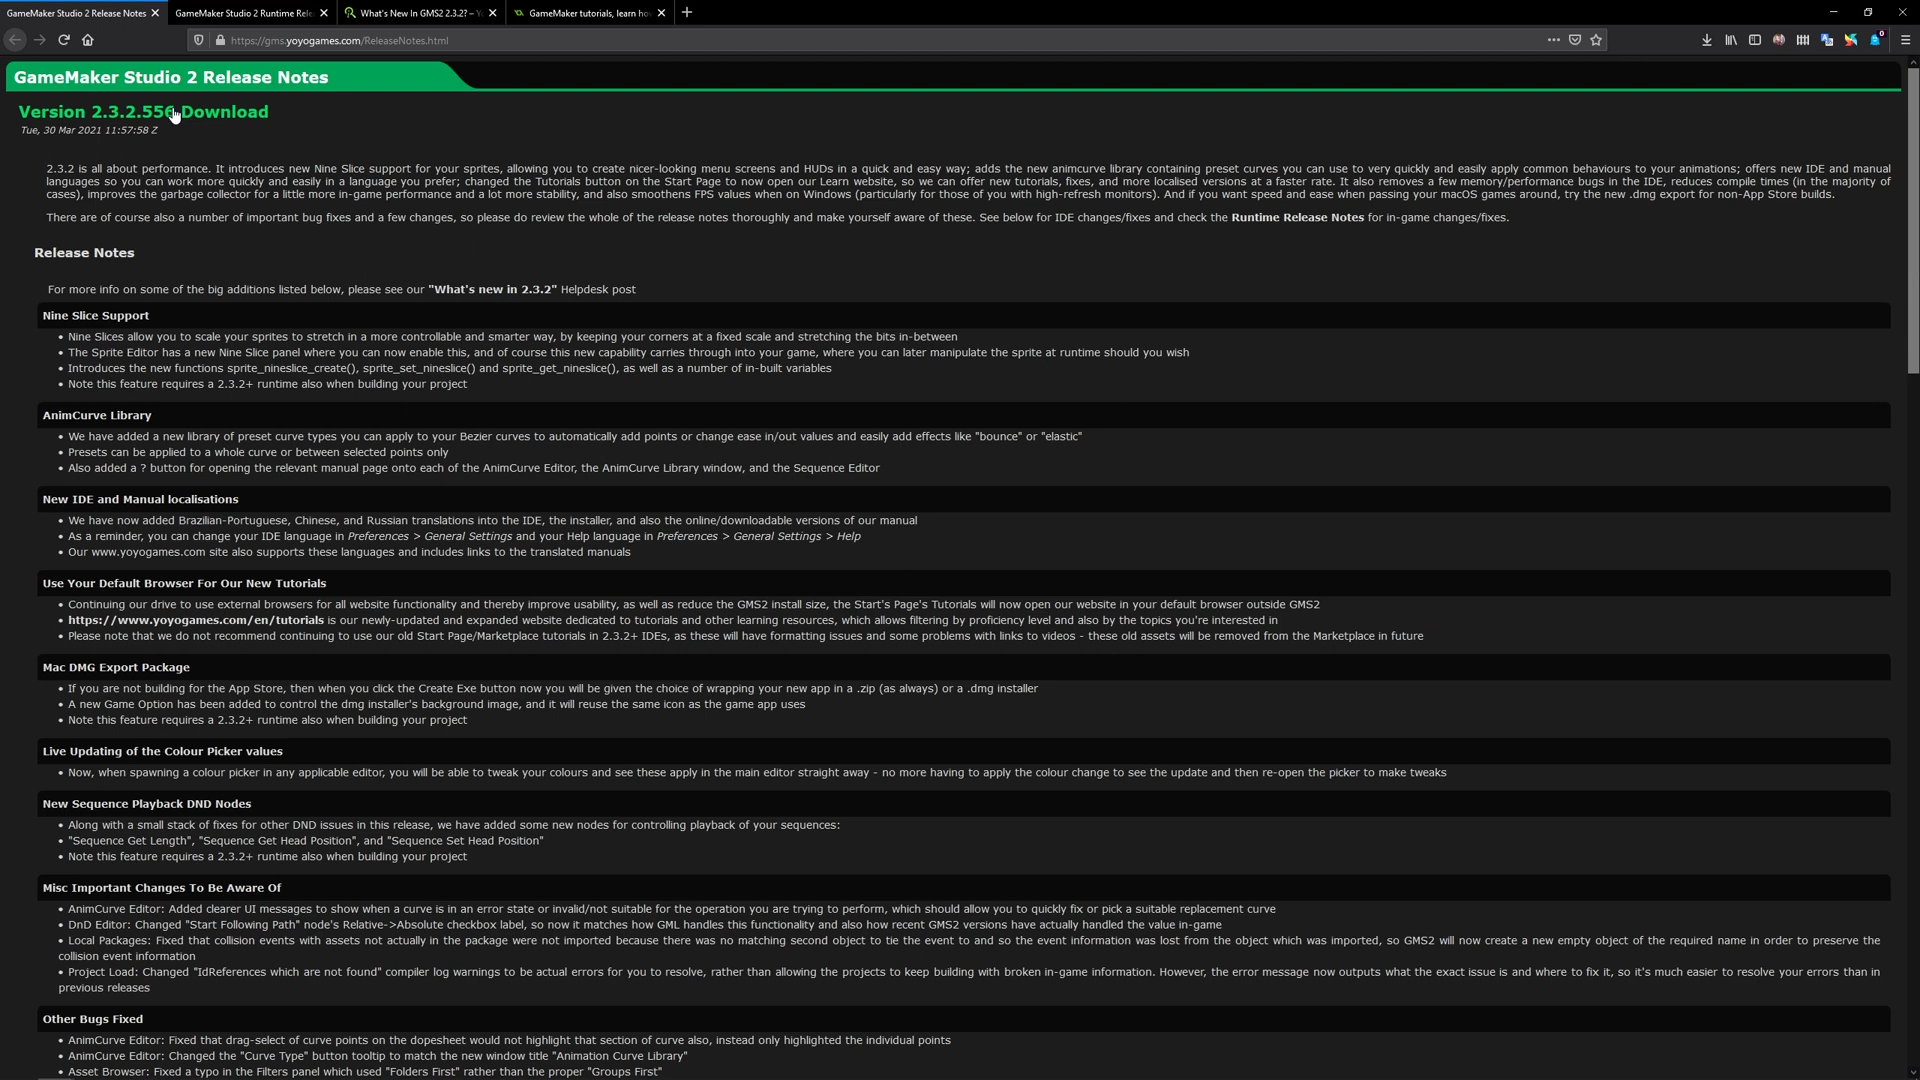 GameMaker Studio 2 Release Notes
GameMaker Studio 2 Runtime Rel
What's New In GMS2 2.3.2? – Y
GameMaker tutorials, learn ho
https://gms.yoyogames.com/ReleaseNotes.html
0
GameMaker Studio 2 Release Notes
Version 2.3.2.556 Download
Tue, 30 Mar 2021 11:57:58 Z
2.3.2 is all about performance. It introduces new Nine Slice support for your sprites, allowing you to create nicer-looking menu screens and HUDs in a quick and easy way; adds the new animcurve library containing preset curves you can use to very quickly and easily apply common behaviours to your animations; offers new IDE and manual
languages so you can work more quickly and easily in a language you prefer; changed the Tutorials button on the Start Page to now open our Learn website, so we can offer new tutorials, fixes, and more localised versions at a faster rate. It also removes a few memory/performance bugs in the IDE, reduces compile times (in the majority of
cases), improves the garbage collector for a little more in-game performance and a lot more stability, and also smoothens FPS values when on Windows (particularly for those of you with high-refresh monitors). And if you want speed and ease when passing your macOS games around, try the new .dmg export for non-App Store builds.
There are of course also a number of important bug fixes and a few changes, so please do review the whole of the release notes thoroughly and make yourself aware of these. See below for IDE changes/fixes and check the Runtime Release Notes for in-game changes/fixes.
Release Notes
For more info on some of the big additions listed below, please see our "What's new in 2.3.2" Helpdesk post
Nine Slice Support
• Nine Slices allow you to scale your sprites to stretch in a more controllable and smarter way, by keeping your corners at a fixed scale and stretching the bits in-between
• The Sprite Editor has a new Nine Slice panel where you can now enable this, and of course this new capability carries through into your game, where you can later manipulate the sprite at runtime should you wish
• Introduces the new functions sprite_nineslice_create(), sprite_set_nineslice() and sprite_get_nineslice(), as well as a number of in-built variables
• Note this feature requires a 2.3.2+ runtime also when building your project
AnimCurve Library
• We have added a new library of preset curve types you can apply to your Bezier curves to automatically add points or change ease in/out values and easily add effects like "bounce" or "elastic"
• Presets can be applied to a whole curve or between selected points only
• Also added a ? button for opening the relevant manual page onto each of the AnimCurve Editor, the AnimCurve Library window, and the Sequence Editor
New IDE and Manual localisations
• We have now added Brazilian-Portuguese, Chinese, and Russian translations into the IDE, the installer, and also the online/downloadable versions of our manual
• As a reminder, you can change your IDE language in Preferences > General Settings and your Help language in Preferences > General Settings > Help
• Our www.yoyogames.com site also supports these languages and includes links to the translated manuals
Use Your Default Browser For Our New Tutorials
• Continuing our drive to use external browsers for all website functionality and thereby improve usability, as well as reduce the GMS2 install size, the Start's Page's Tutorials will now open our website in your default browser outside GMS2
• https://www.yoyogames.com/en/tutorials is our newly-updated and expanded website dedicated to tutorials and other learning resources, which allows filtering by proficiency level and also by the topics you're interested in
• Please note that we do not recommend continuing to use our old Start Page/Marketplace tutorials in 2.3.2+ IDEs, as these will have formatting issues and some problems with links to videos - these old assets will be removed from the Marketplace in future
Mac DMG Export Package
• If you are not building for the App Store, then when you click the Create Exe button now you will be given the choice of wrapping your new app in a .zip (as always) or a .dmg installer
• A new Game Option has been added to control the dmg installer's background image, and it will reuse the same icon as the game app uses
• Note this feature requires a 2.3.2+ runtime also when building your project
Live Updating of the Colour Picker values
• Now, when spawning a colour picker in any applicable editor, you will be able to tweak your colours and see these apply in the main editor straight away - no more having to apply the colour change to see the update and then re-open the picker to make tweaks
New Sequence Playback DND Nodes
• Along with a small stack of fixes for other DND issues in this release, we have added some new nodes for controlling playback of your sequences:
• "Sequence Get Length", "Sequence Get Head Position", and "Sequence Set Head Position"
• Note this feature requires a 2.3.2+ runtime also when building your project
Misc Important Changes To Be Aware Of
• AnimCurve Editor: Added clearer UI messages to show when a curve is in an error state or invalid/not suitable for the operation you are trying to perform, which should allow you to quickly fix or pick a suitable replacement curve
• DnD Editor: Changed "Start Following Path" node's Relative->Absolute checkbox label, so now it matches how GML handles this functionality and also how recent GMS2 versions have actually handled the value in-game
• Local Packages: Fixed that collision events with assets not actually in the package were not imported because there was no matching second object to tie the event to and so the event information was lost from the object which was imported, so GMS2 will now create a new empty object of the required name in order to preserve the
collision event information
• Project Load: Changed "IdReferences which are not found" compiler log warnings to be actual errors for you to resolve, rather than allowing the projects to keep building with broken in-game information. However, the error message now outputs what the exact issue is and where to fix it, so it's much easier to resolve your errors than in
previous releases
Other Bugs Fixed
• AnimCurve Editor: Fixed that drag-select of curve points on the dopesheet would not highlight that section of curve also, instead only highlighted the individual points
• AnimCurve Editor: Changed the "Curve Type" button tooltip to match the new window title "Animation Curve Library"
• Asset Browser: Fixed a typo in the Filters panel which used "Folders First" rather than the proper "Groups First"